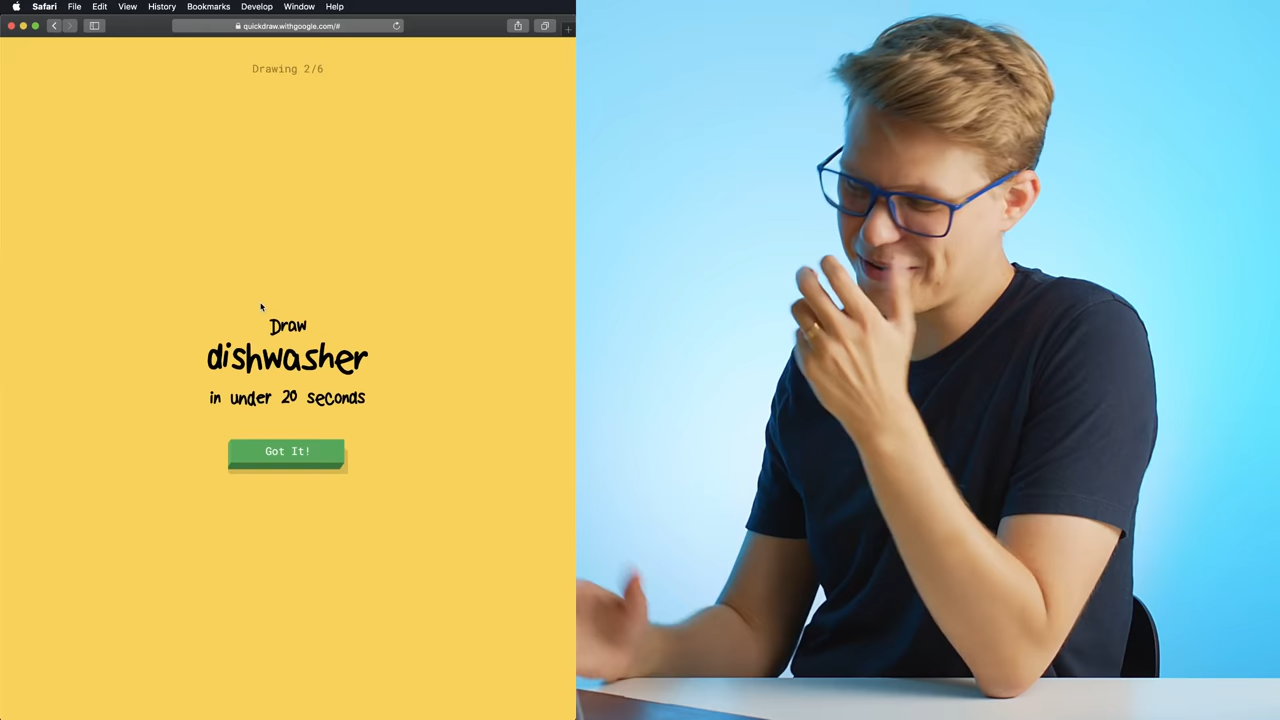 Safari File Edit View History Bookmarks Develop Window Help
quickdraw.withgoogle.com/#
Drawing 2/6
Draw
dishwasher
in under 20 seconds
Got It!